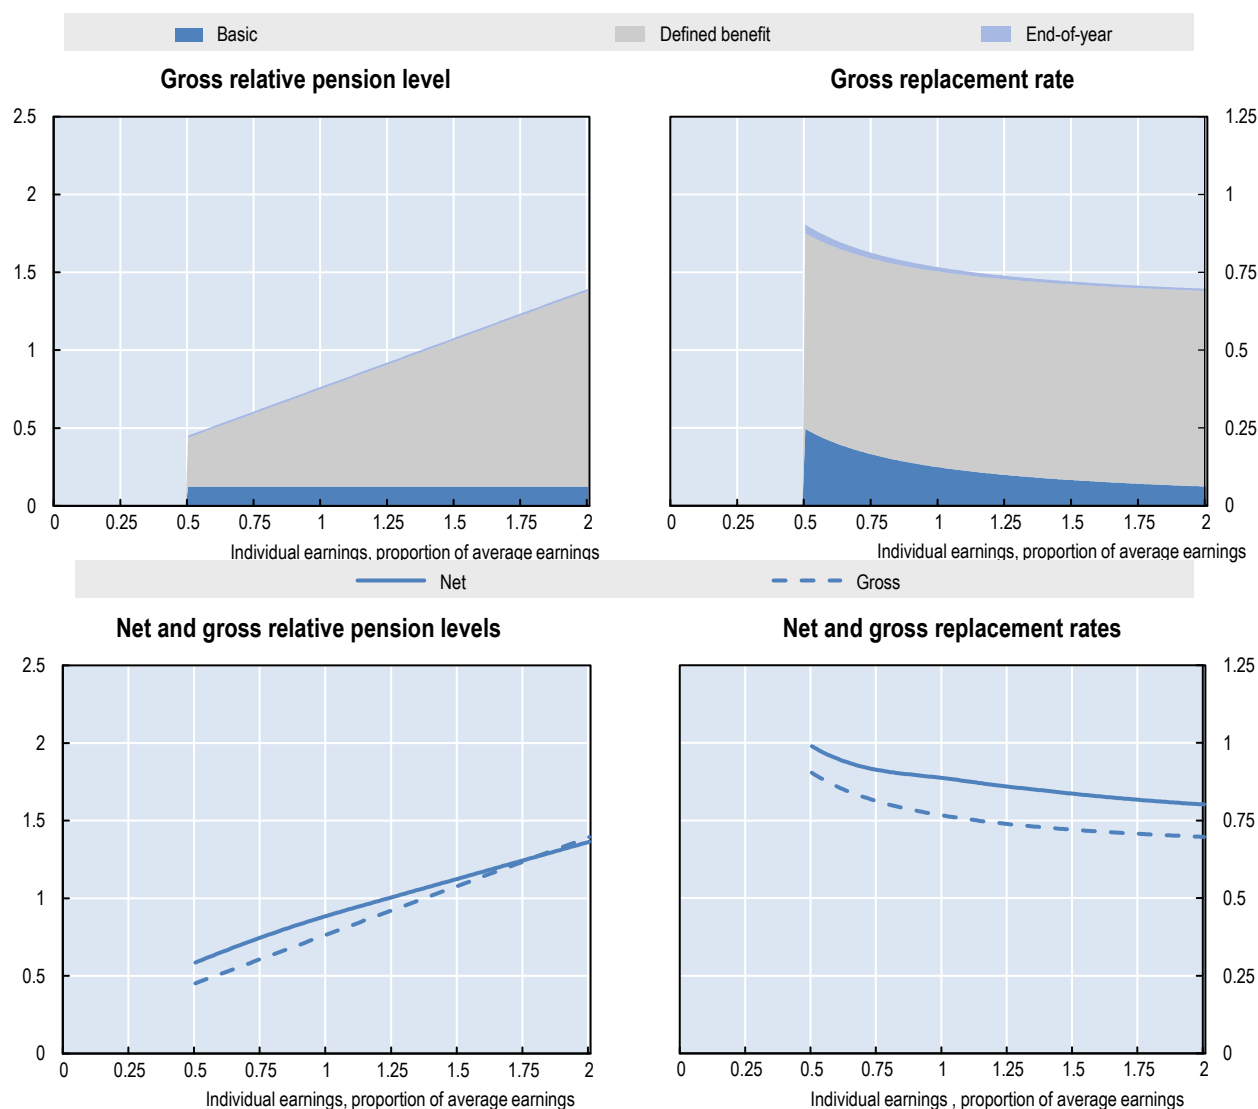 Basic Defined benefit End-of-year
Gross relative pension level
Gross replacement rate
2.5
2
1.5
1
0.5
0
0 0.25 0.5 0.75 1 1.25 1.5 1.75 2
Individual earnings, proportion of average earnings
1.25
1
0.75
0.5
0.25
0
0 0.25 0.5 0.75 1 1.25 1.5 1.75 2
Individual earnings, proportion of average earnings
Net Gross
Net and gross relative pension levels
Net and gross replacement rates
2.5
2
1.5
1
0.5
0
0 0.25 0.5 0.75 1 1.25 1.5 1.75 2
Individual earnings, proportion of average earnings
1.25
1
0.75
0.5
0.25
0
0 0.25 0.5 0.75 1 1.25 1.5 1.75 2
Individual earnings , proportion of average earnings